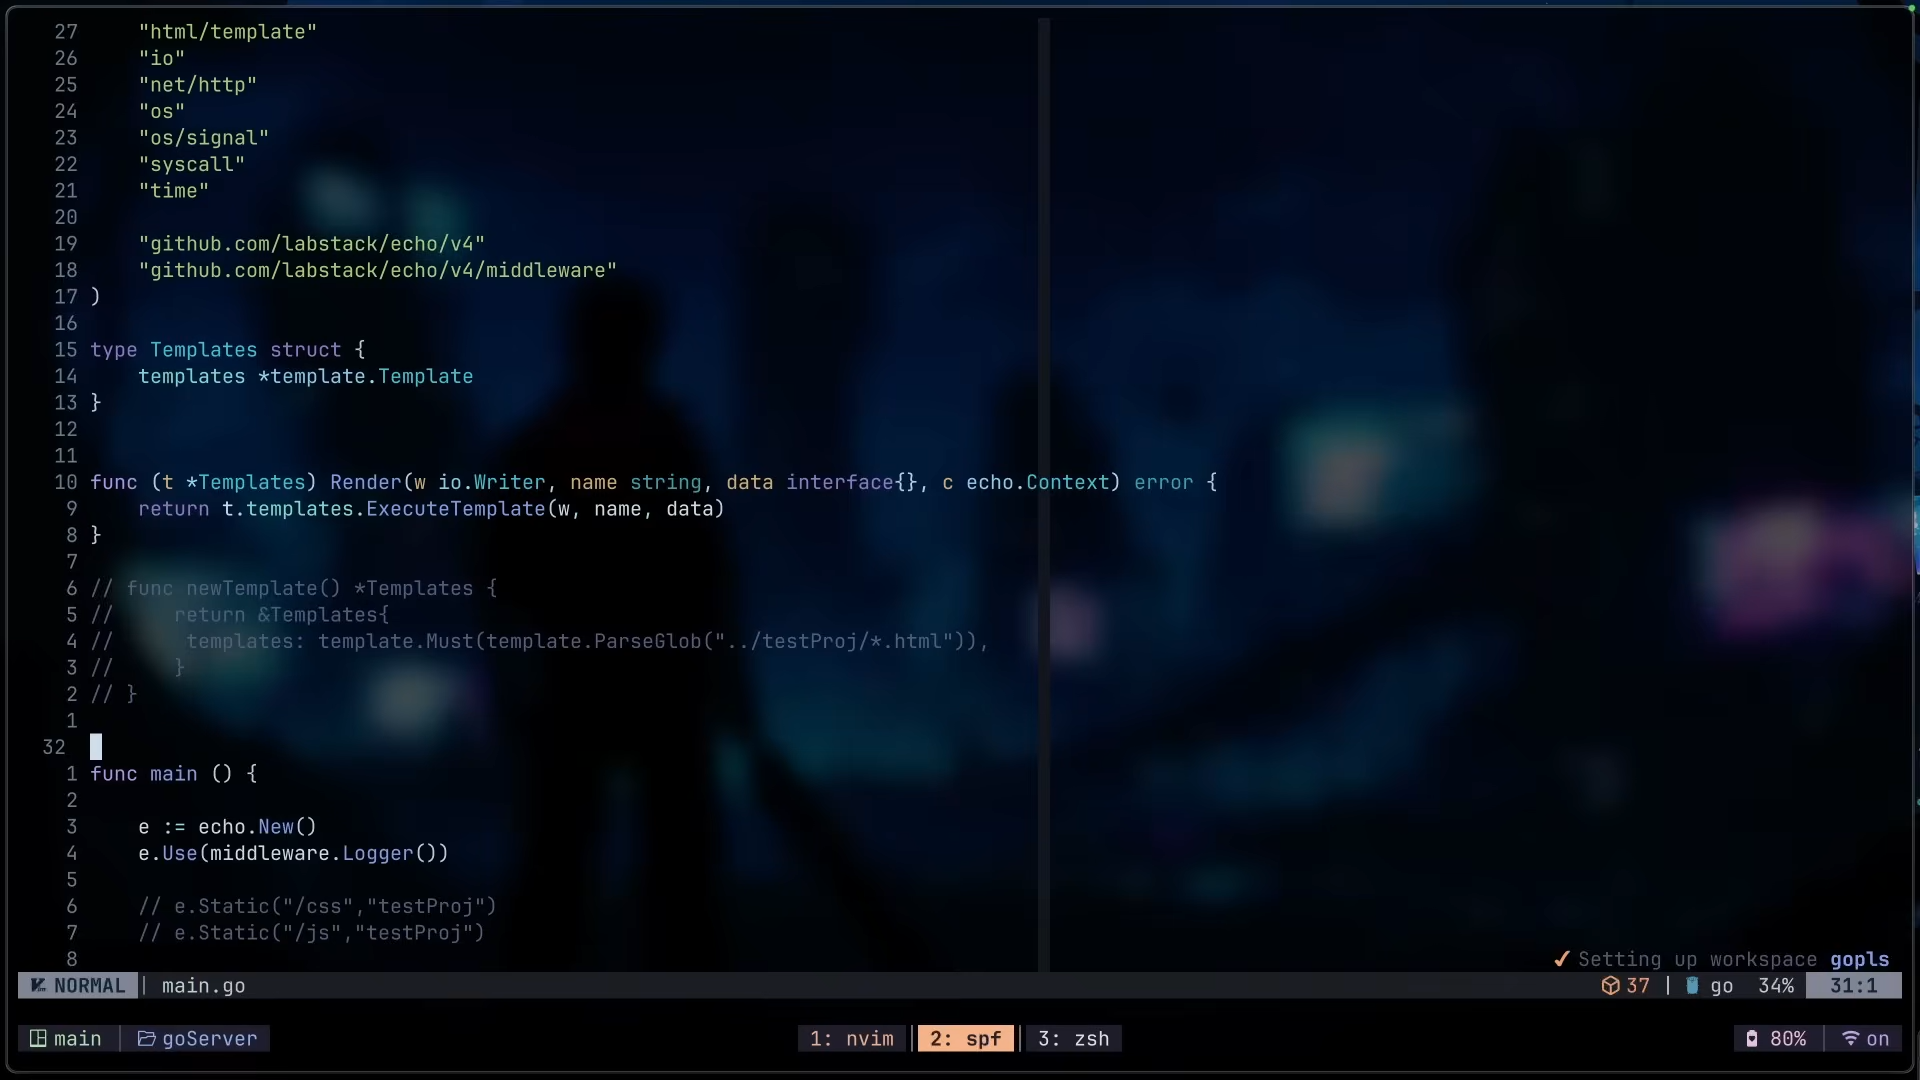 27 "html/template"
26 "io"
25 "net/http"
24 "os"
23 "os/signal"
22 "syscall"
21 "time"
20
19 "github.com/labstack/echo/v4"
18 "github.com/labstack/echo/v4/middleware"
17 )
16
15 type Templates struct {
14 templates *template.Template
13 }
12
11
10 func (t *Templates) Render(w io.Writer, name string, data interface{}, c echo.Context) error {
9 return t.templates.ExecuteTemplate(w, name, data)
8 }
7
6 // func newTemplate() *Templates {
5 // return &Templates{
4 // templates: template.Must(template.ParseGlob("../testProj/*.html")),
3 // }
2 // }
1
32
1 func main () {
2
3 e := echo.New()
4 e.Use(middleware.Logger())
5
6 // e.Static("/css","testProj")
7 // e.Static("/js","testProj")
8
✓ Setting up workspace gopls
NORMAL | main.go 37 | go 34% 31:1
main | goServer 1: nvim | 2: spf | 3: zsh 80% | on